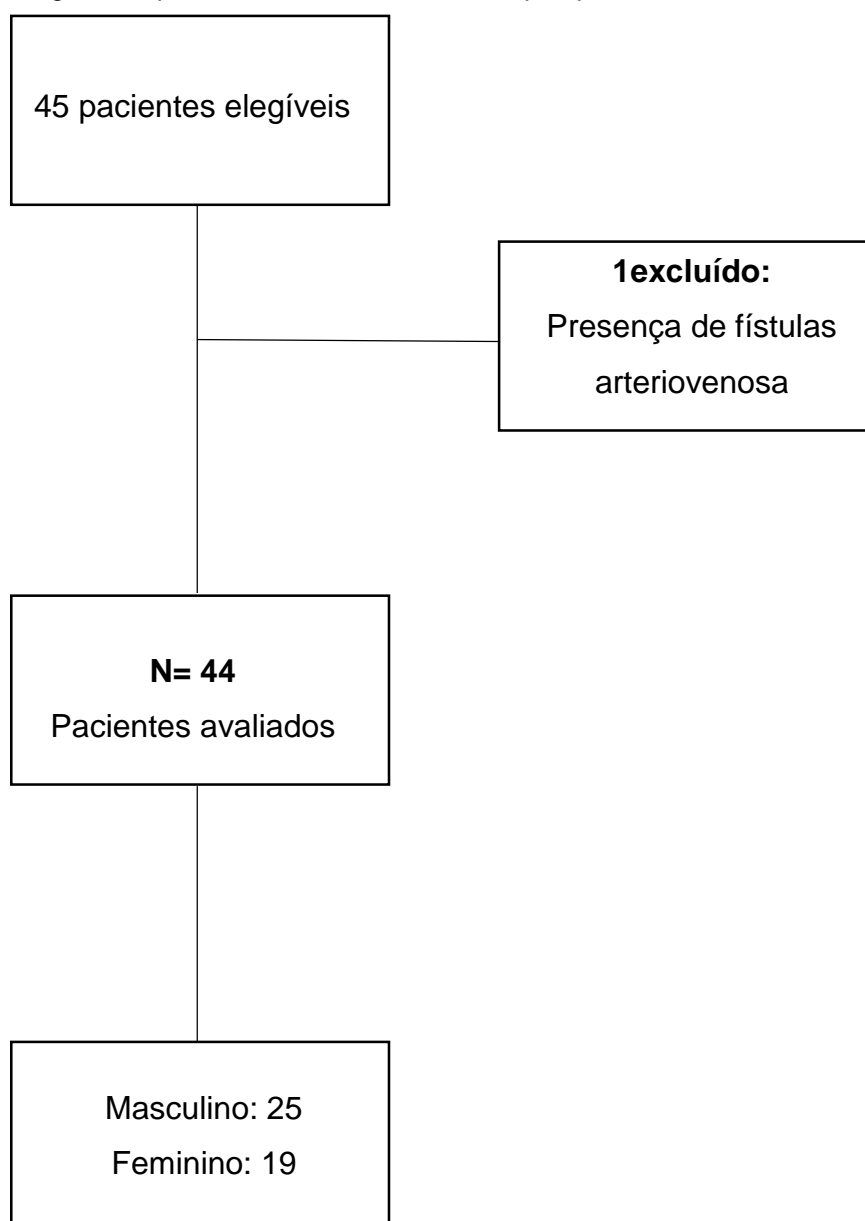 45 pacientes elegíveis
1excluído:
Presença de fístulas
arteriovenosa
N= 44
Pacientes avaliados
Masculino: 25
Feminino: 19